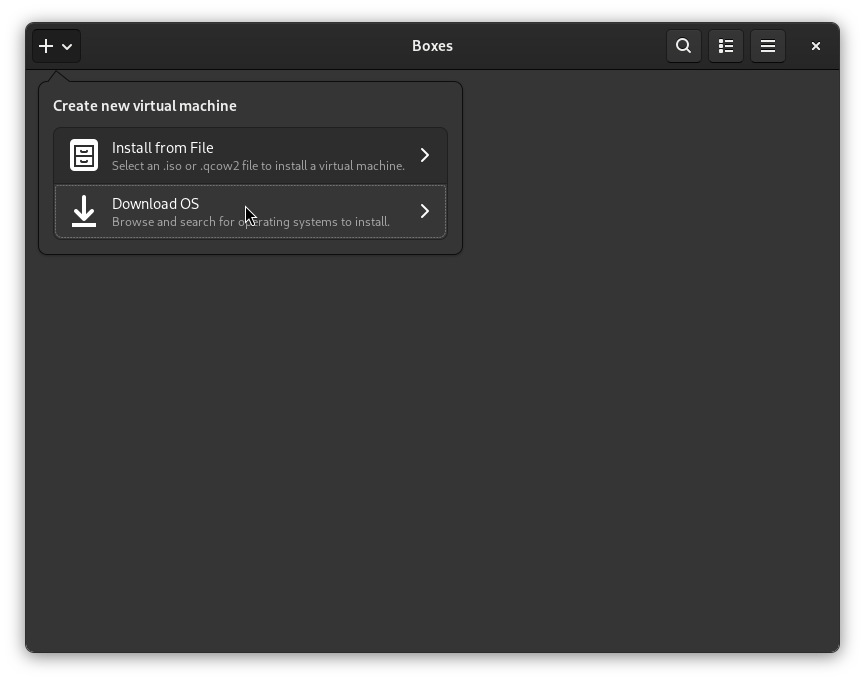 Boxes
Create new virtual machine
Install from File
Select an .iso or .qcow2 file to install a virtual machine.
Download OS
Browse and search for operating systems to install.